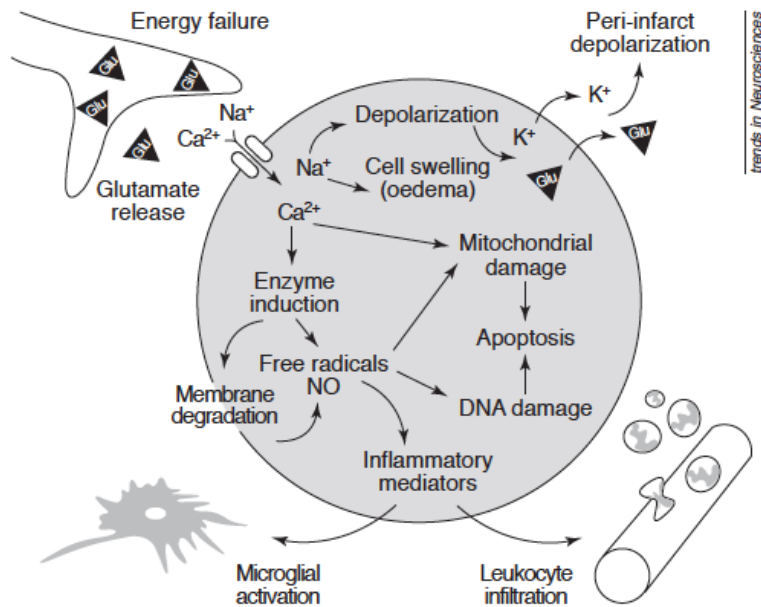 Energy failure
Glu
Glu
Glu
Glu
Na⁺
Ca²⁺
Glutamate
release
Peri-infarct
depolarization
K⁺
Glu
trends in Neurosciences
Depolarization
K⁺
Na⁺
Cell swelling
(oedema)
Glu
Ca²⁺
Mitochondrial
damage
Enzyme
induction
Apoptosis
Free radicals
NO
Membrane
degradation
DNA damage
Inflammatory
mediators
Microglial
activation
Leukocyte
infiltration